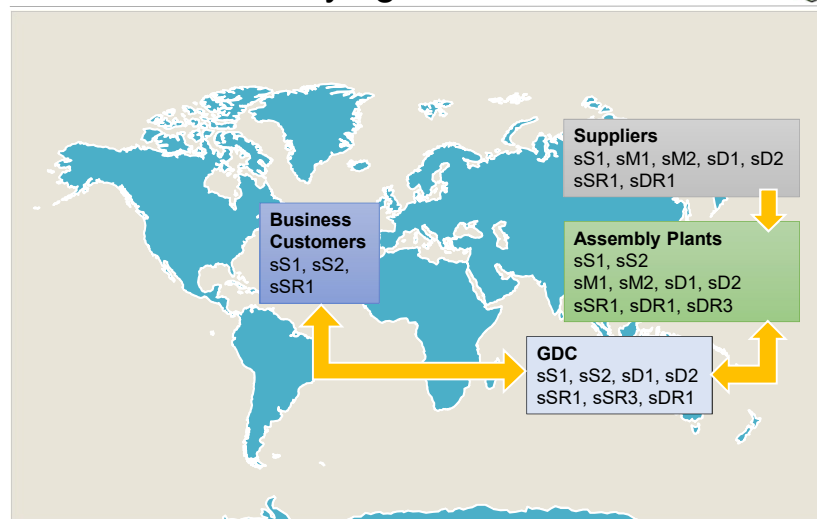 Suppliers
sS1, sM1, sM2, sD1, sD2
sSR1, sDR1
Business
Customers
sS1, sS2,
sSR1
Assembly Plants
sS1, sS2
sM1, sM2, sD1, sD2
sSR1, sDR1, sDR3
GDC
sS1, sS2, sD1, sD2
sSR1, sSR3, sDR1